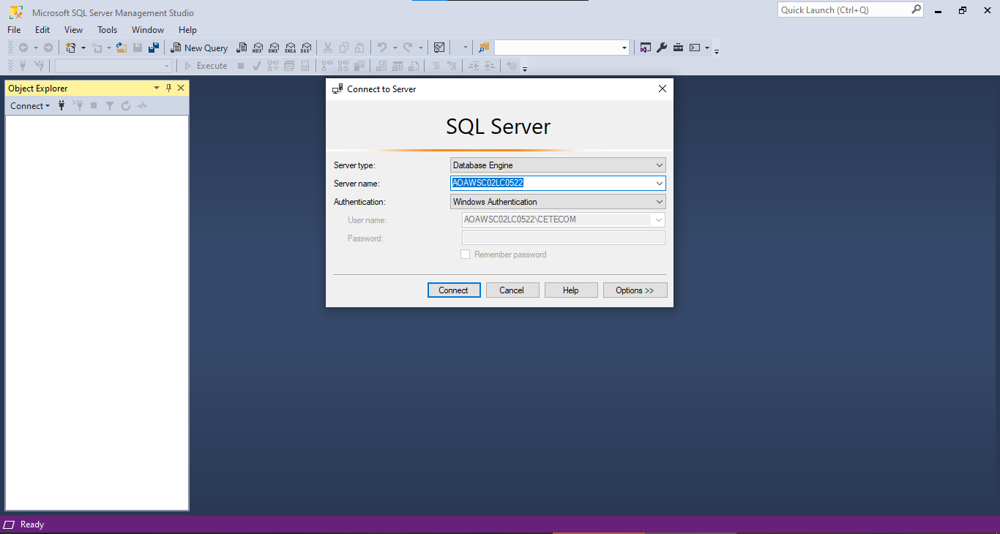 Microsoft SQL Server Management Studio
Quick Launch (Ctrl+Q)
File Edit View Tools Window Help
New Query MDX DMX XMLA DAX
Execute
Object Explorer
Connect
Connect to Server
SQL Server
Server type: Database Engine
Server name: AOAWSC02LC0522
Authentication: Windows Authentication
User name: AOAWSC02LC0522\CETECOM
Password:
Remember password
Connect Cancel Help Options >>
Ready